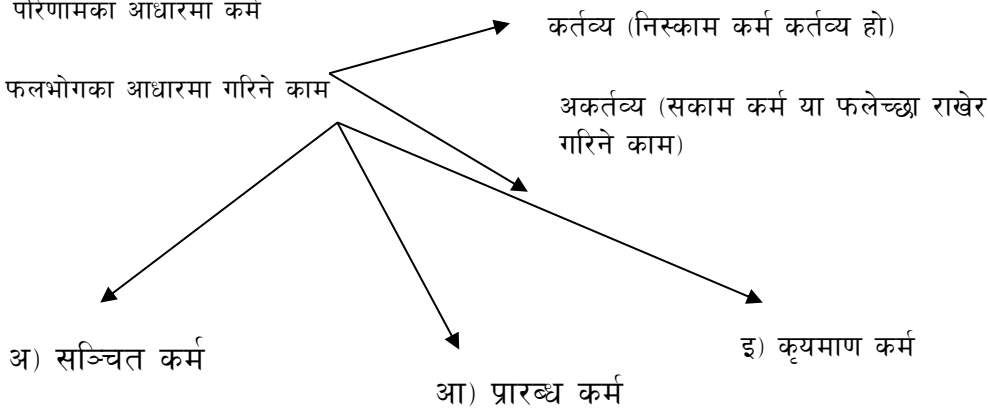 परिणामका आधारमा कर्म
कर्तव्य (निस्काम कर्म कर्तव्य हो)
फलभोगका आधारमा गरिने काम
अकर्तव्य (सकाम कर्म या फलेच्छा राखेर
गरिने काम)
अ) सञ्चित कर्म
आ) प्रारब्ध कर्म
इ) कृयमाण कर्म